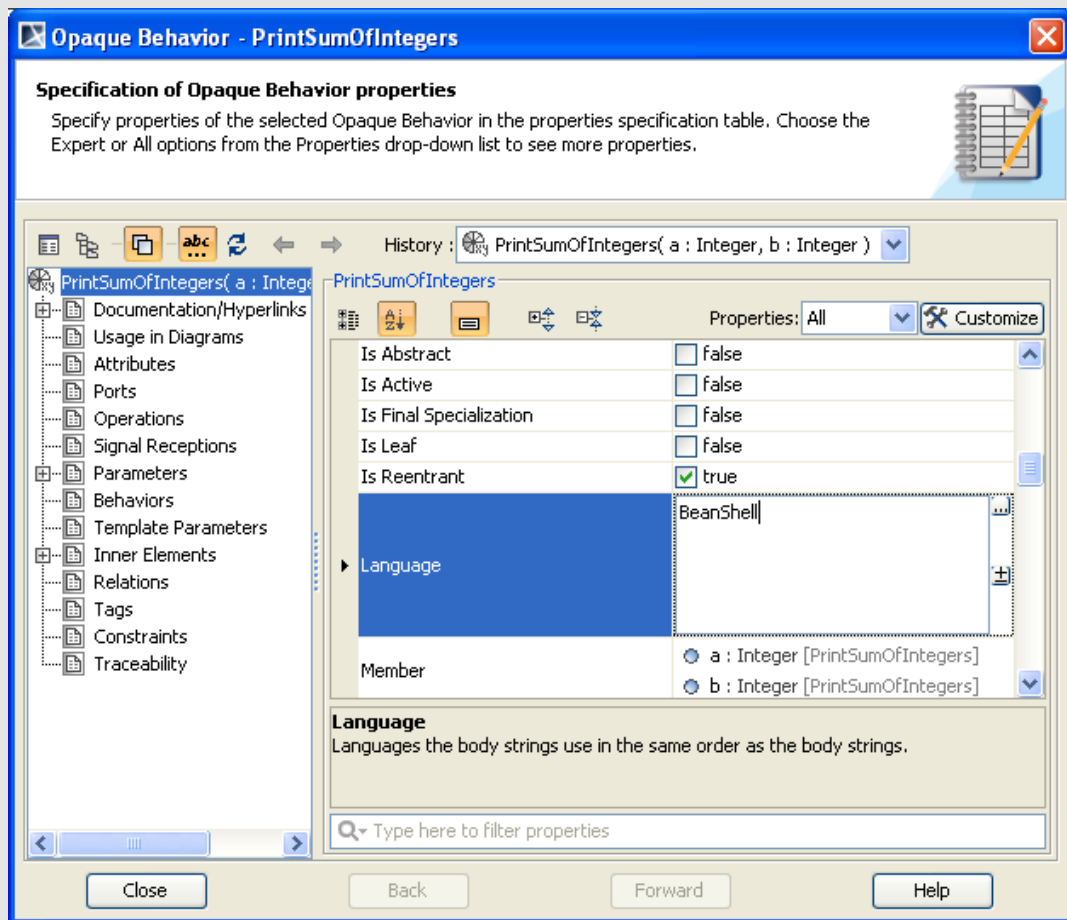 Opaque Behavior - PrintSumOfIntegers
Specification of Opaque Behavior properties
Specify properties of the selected Opaque Behavior in the properties specification table. Choose the
Expert or All options from the Properties drop-down list to see more properties.
abc
...
History : PrintSumOfIntegers( a : Integer, b : Integer )
PrintSumOfIntegers( a : Intege
Documentation/Hyperlinks
Usage in Diagrams
Attributes
Ports
Operations
Signal Receptions
Parameters
Behaviors
Template Parameters
Inner Elements
Relations
Tags
Constraints
Traceability
PrintSumOfIntegers
Properties: All Customize
Is Abstract false
Is Active false
Is Final Specialization false
Is Leaf false
Is Reentrant true
Language BeanShell
...
Member a : Integer [PrintSumOfIntegers]
b : Integer [PrintSumOfIntegers]
Language
Languages the body strings use in the same order as the body strings.
Type here to filter properties
Close Back Forward Help